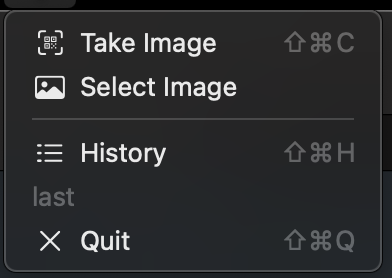 Take Image ⇧⌘C
Select Image
History ⇧⌘H
last
Quit ⇧⌘Q